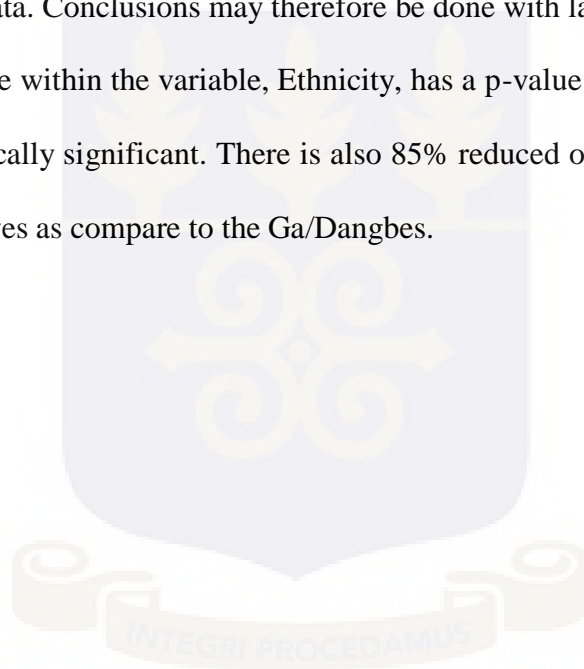 ata. Conclusions may therefore be done with la
e within the variable, Ethnicity, has a p-value
cally significant. There is also 85% reduced o
ves as compare to the Ga/Dangbes.
INTEGRI PROCEDAMUS